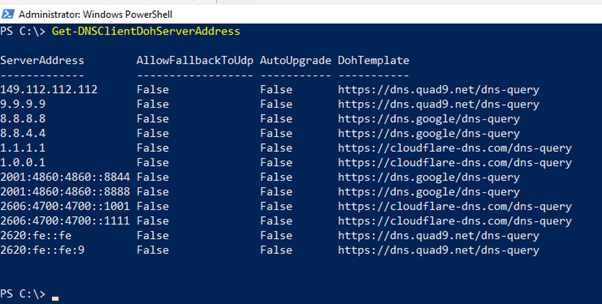 Administrator: Windows PowerShell
PS C:\> Get-DNSClientDohServerAddress
ServerAddress AllowFallbackToUdp AutoUpgrade DohTemplate
------------- ------------------ ----------- -----------
149.112.112.112 False False https://dns.quad9.net/dns-query
9.9.9.9 False False https://dns.quad9.net/dns-query
8.8.8.8 False False https://dns.google/dns-query
8.8.4.4 False False https://dns.google/dns-query
1.1.1.1 False False https://cloudflare-dns.com/dns-query
1.0.0.1 False False https://cloudflare-dns.com/dns-query
2001:4860:4860::8844 False False https://dns.google/dns-query
2001:4860:4860::8888 False False https://dns.google/dns-query
2606:4700:4700::1001 False False https://cloudflare-dns.com/dns-query
2606:4700:4700::1111 False False https://cloudflare-dns.com/dns-query
2620:fe::fe False False https://dns.quad9.net/dns-query
2620:fe::fe:9 False False https://dns.quad9.net/dns-query
PS C:\>